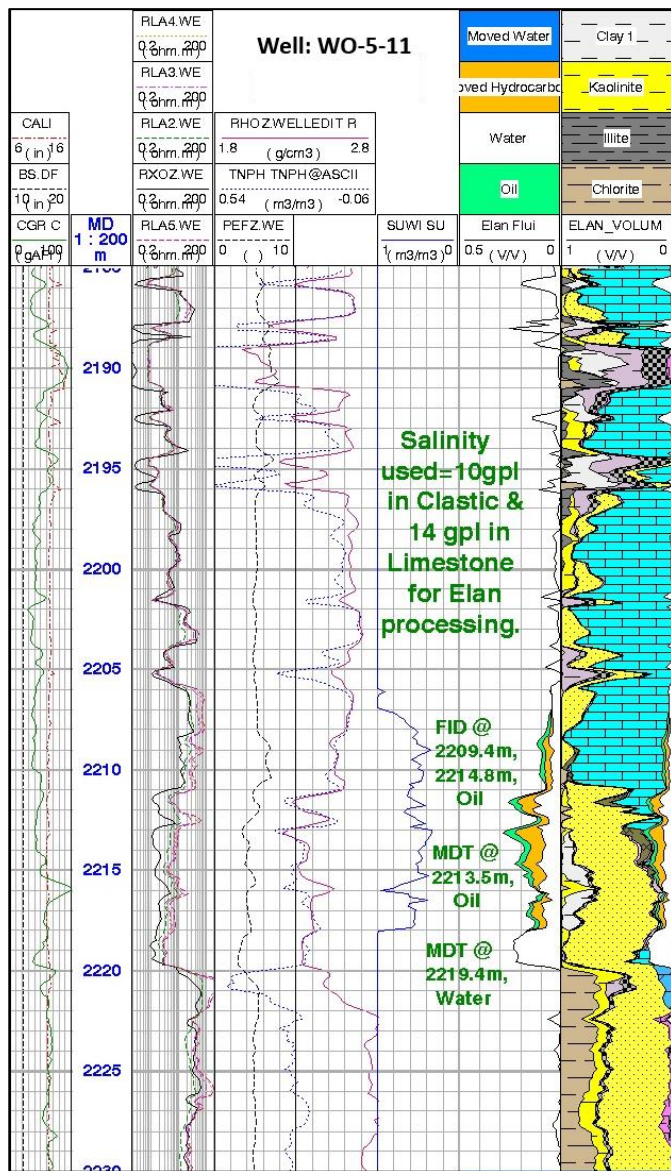 Well: WO-5-11
RLA4.WE
0.2 200
( ohm.m )
RLA3.WE
0.2 200
( ohm.m )
Moved Water
Clay 1
oved Hydrocarbo
Kaolinite
CALI
6 (in) 16
RLA2.WE
0.2 200
( ohm.m )
RHOZ.WELLEDIT R
1.8 (g/cm3) 2.8
Water
Illite
BS.DF
10 (in) 20
RXOZ.WE
0.2 200
( ohm.m )
TNPH TNPH@ASCII
0.54 (m3/m3) -0.06
Oil
Chlorite
CGR C
0 100
MD
1 : 200
m
RLA5.WE
0.2 200
( ohm.m )
PEFZ.WE
0 10
( )
SUWI SU
1 0
(m3/m3)
Elan Flui
0.5 0
(V/V)
ELAN_VOLUM
1 0
(V/V)
2190
2195
2200
2205
2210
2215
2220
2225
2230
Salinity
used=10gpl
in Clastic &
14 gpl in
Limestone
for Elan
processing.
FID @
2209.4m,
2214.8m,
Oil
MDT @
2213.5m,
Oil
MDT @
2219.4m,
Water